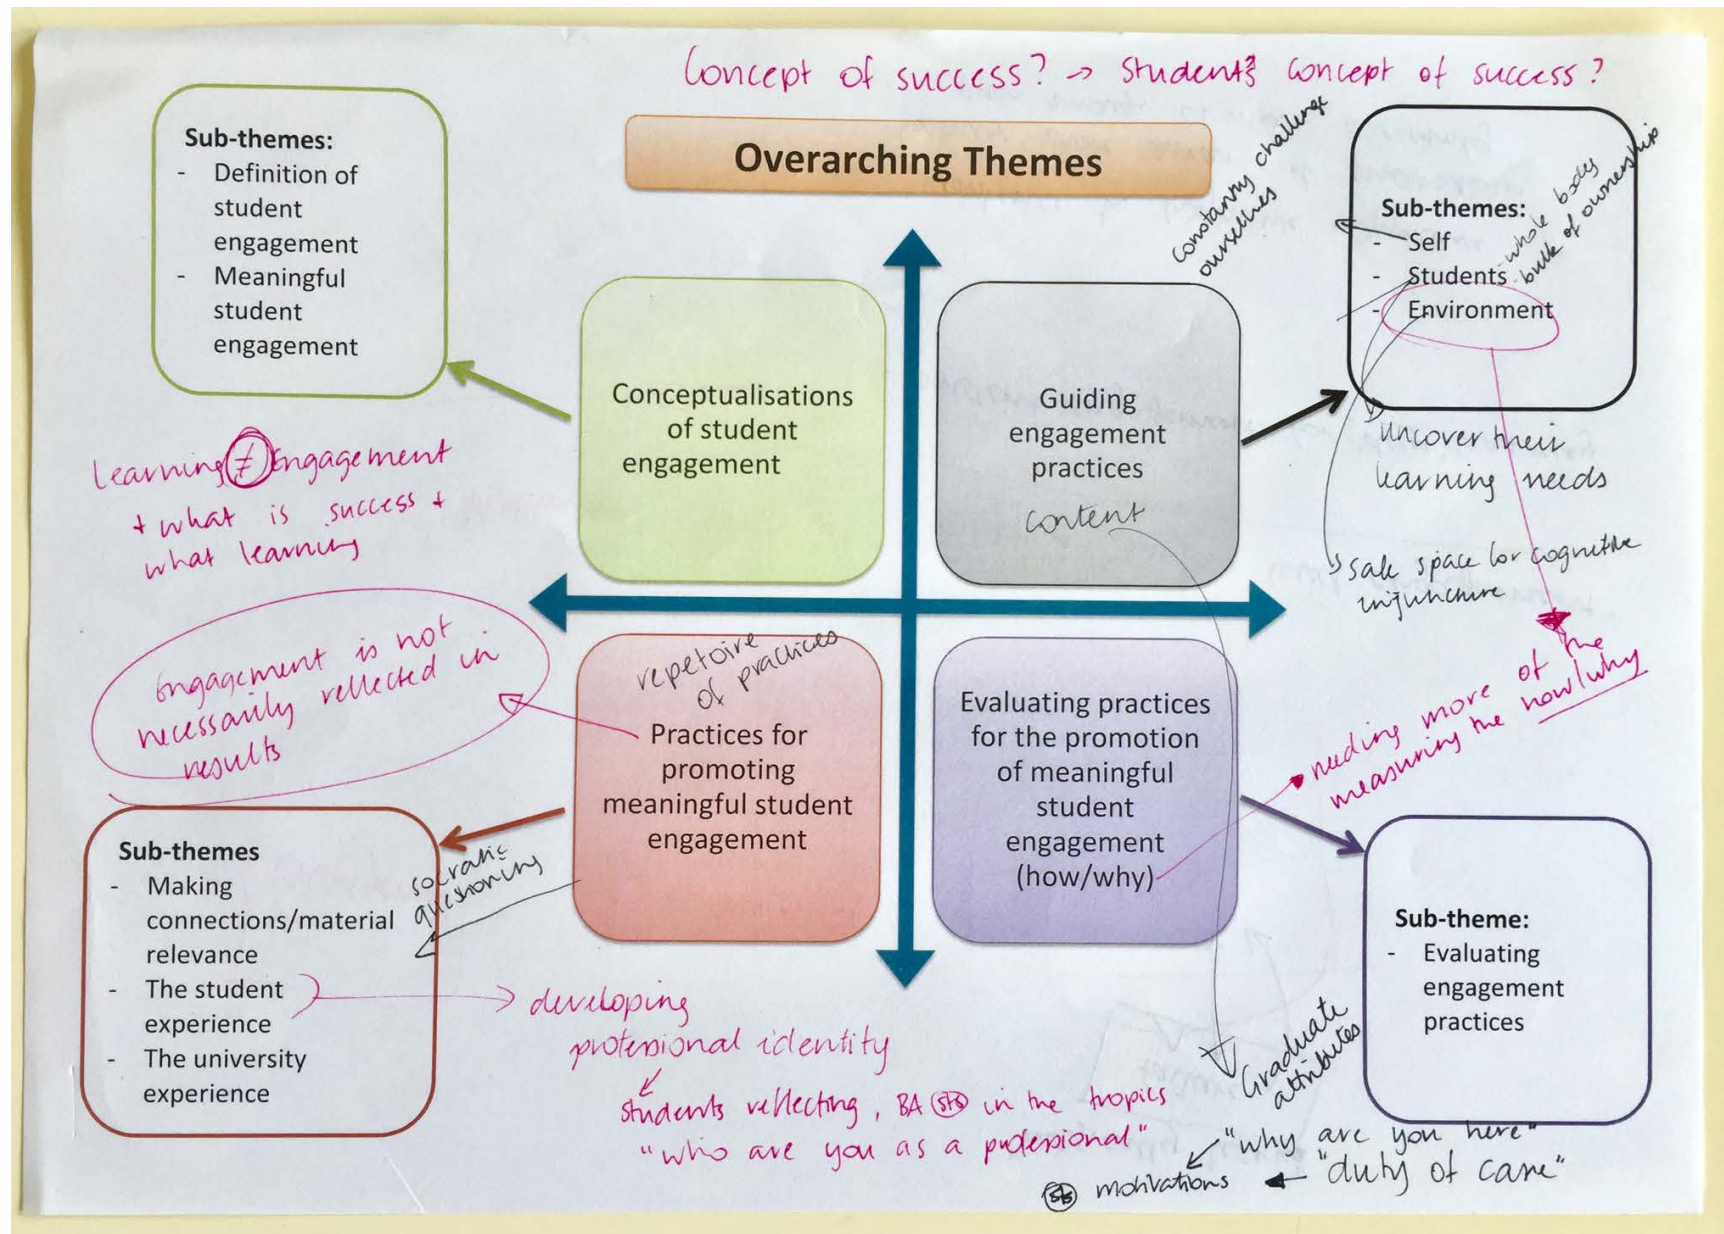 Concept of success? → Student's concept of success?
Overarching Themes
Sub-themes:
- Definition of
student
engagement
- Meaningful
student
engagement
Conceptualisations
of student
engagement
Guiding
engagement
practices
content
constantly challenge
ourselves
Sub-themes:
- Self
- Students
- Environment
- whole body
bulk of ownership
uncover their
learning needs
safe space for cognitive
Learning ≠ Engagement
+ what is success +
what learning
Engagement is not
necessarily reflected in
results
repetoire
of practices
Practices for
promoting
meaningful student
engagement
Evaluating practices
for the promotion
of meaningful
student
engagement
(how/why)
needing more of the
measuring the how/why
Sub-themes
- Making
connections/material
relevance
- The student
experience
- The university
experience
socratic
questioning
developing
professional identity
students reflecting, BA sts in the tropics
"who are you as a professional"
Sub-theme:
- Evaluating
engagement
practices
Graduate
attributes
"why are you here"
sts motivations ← "duty of care"